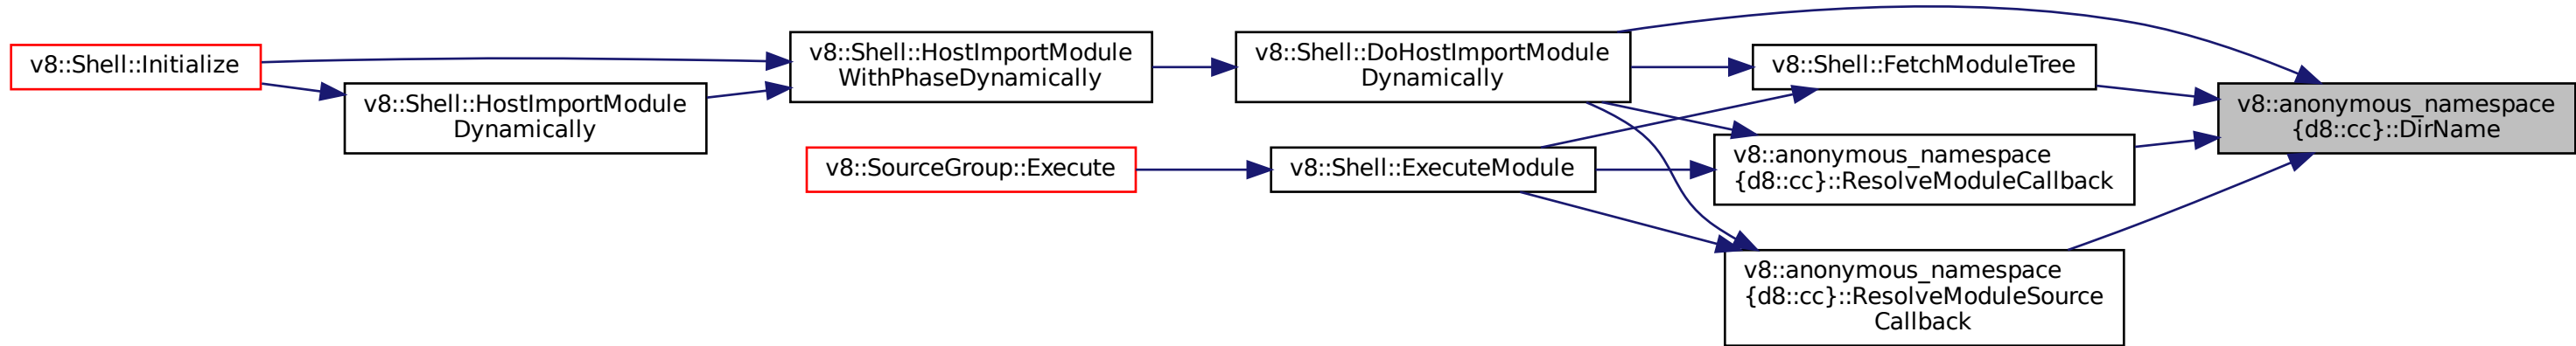 v8::Shell::Initialize
v8::Shell::HostImportModule
Dynamically
v8::Shell::HostImportModule
WithPhaseDynamically
v8::SourceGroup::Execute
v8::Shell::DoHostImportModule
Dynamically
v8::Shell::ExecuteModule
v8::Shell::FetchModuleTree
v8::anonymous_namespace
{d8::cc}::ResolveModuleCallback
v8::anonymous_namespace
{d8::cc}::ResolveModuleSource
Callback
v8::anonymous_namespace
{d8::cc}::DirName